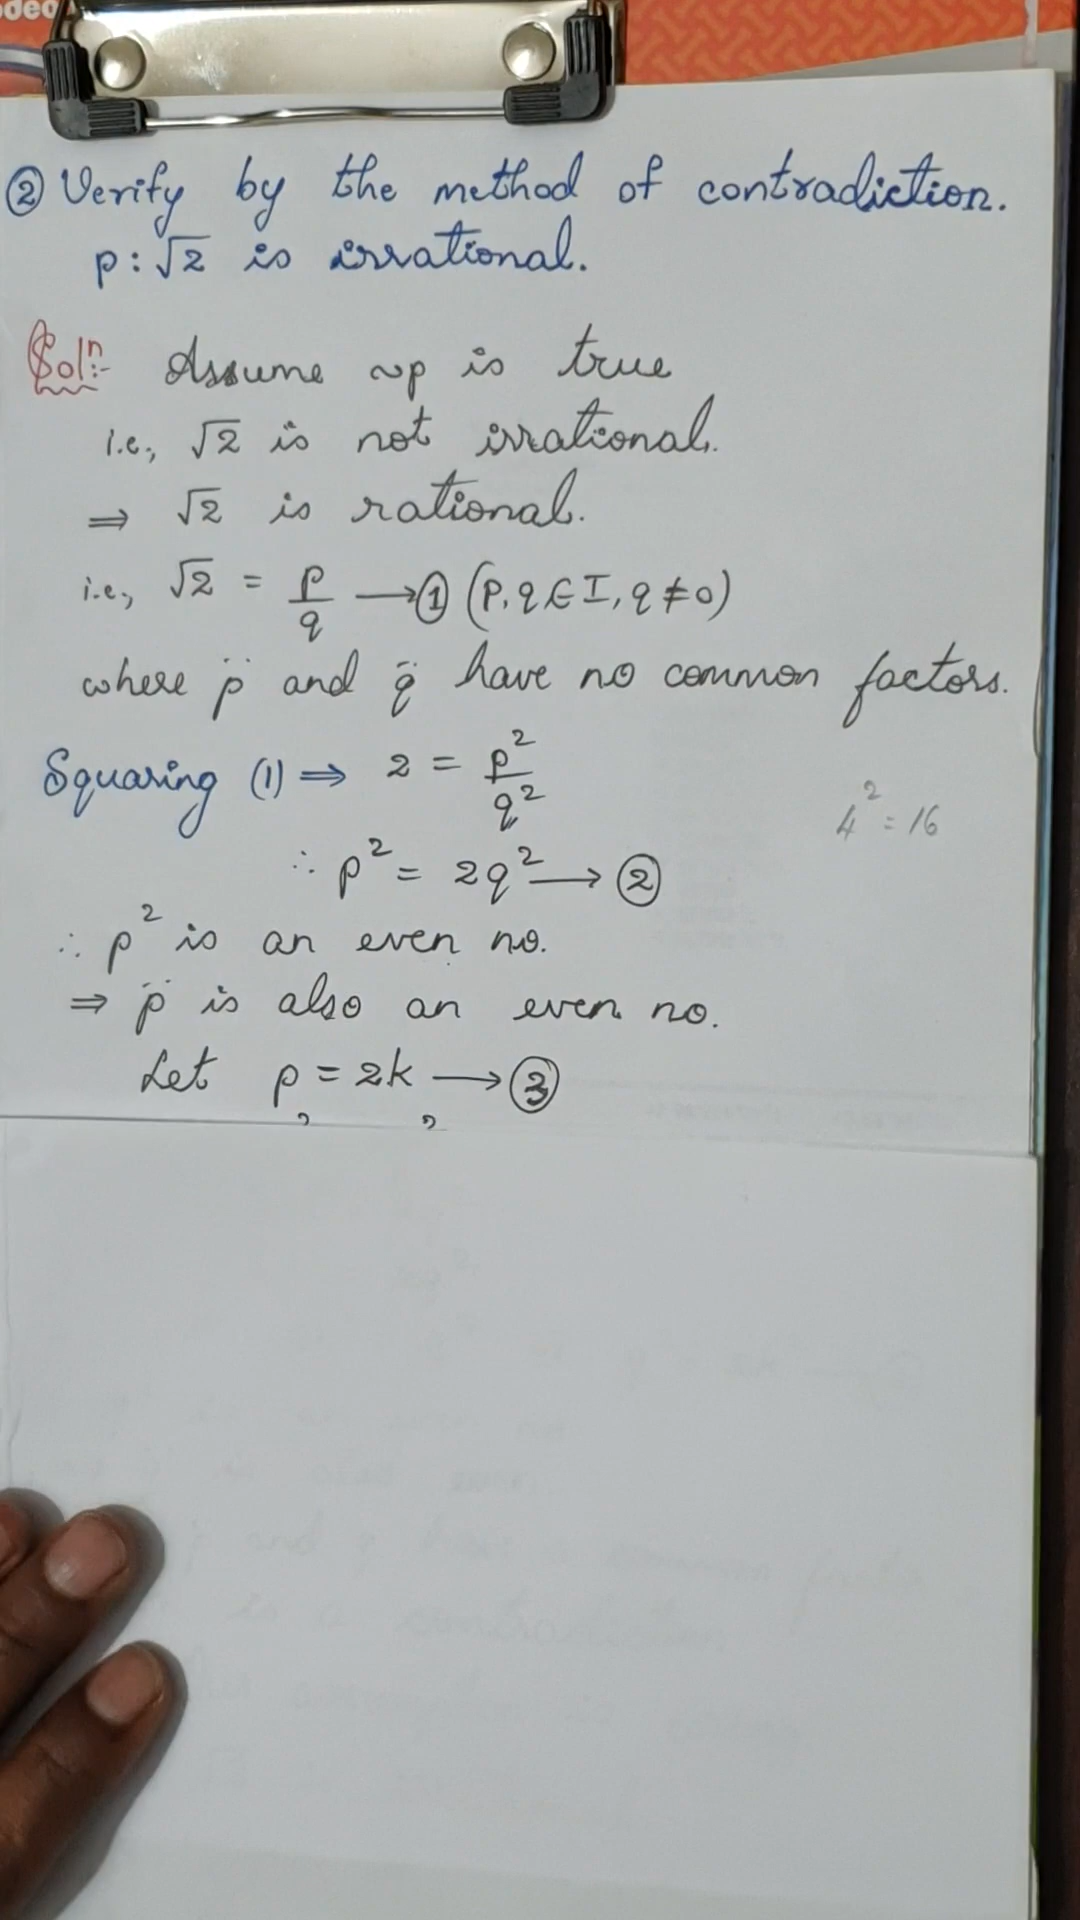 ② Verify by the method of contradiction.
p : √2 is irrational.
Solⁿ:- Assume ~p is true
i.e., √2 is not irrational.
⇒ √2 is rational.
i.e., √2 = p/q → ① (p, q ∈ I, q ≠ 0)
where p and q have no common factors.
Squaring (1) ⇒ 2 = p²/q²
4² = 16
∴ p² = 2q² → ②
∴ p² is an even no.
⇒ p is also an even no.
Let p = 2k → ③